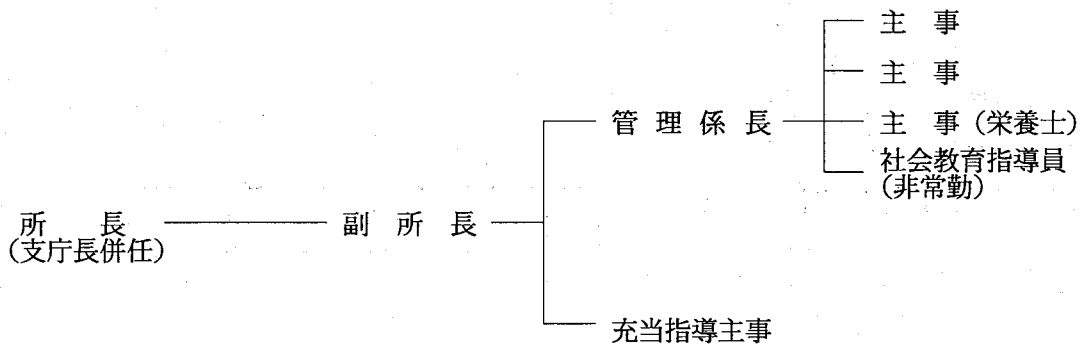 主　事
主　事
管 理 係 長
主　事（栄養士）
社会教育指導員
（非常勤）
所　　長
（支庁長併任）
副 所 長
充当指導主事